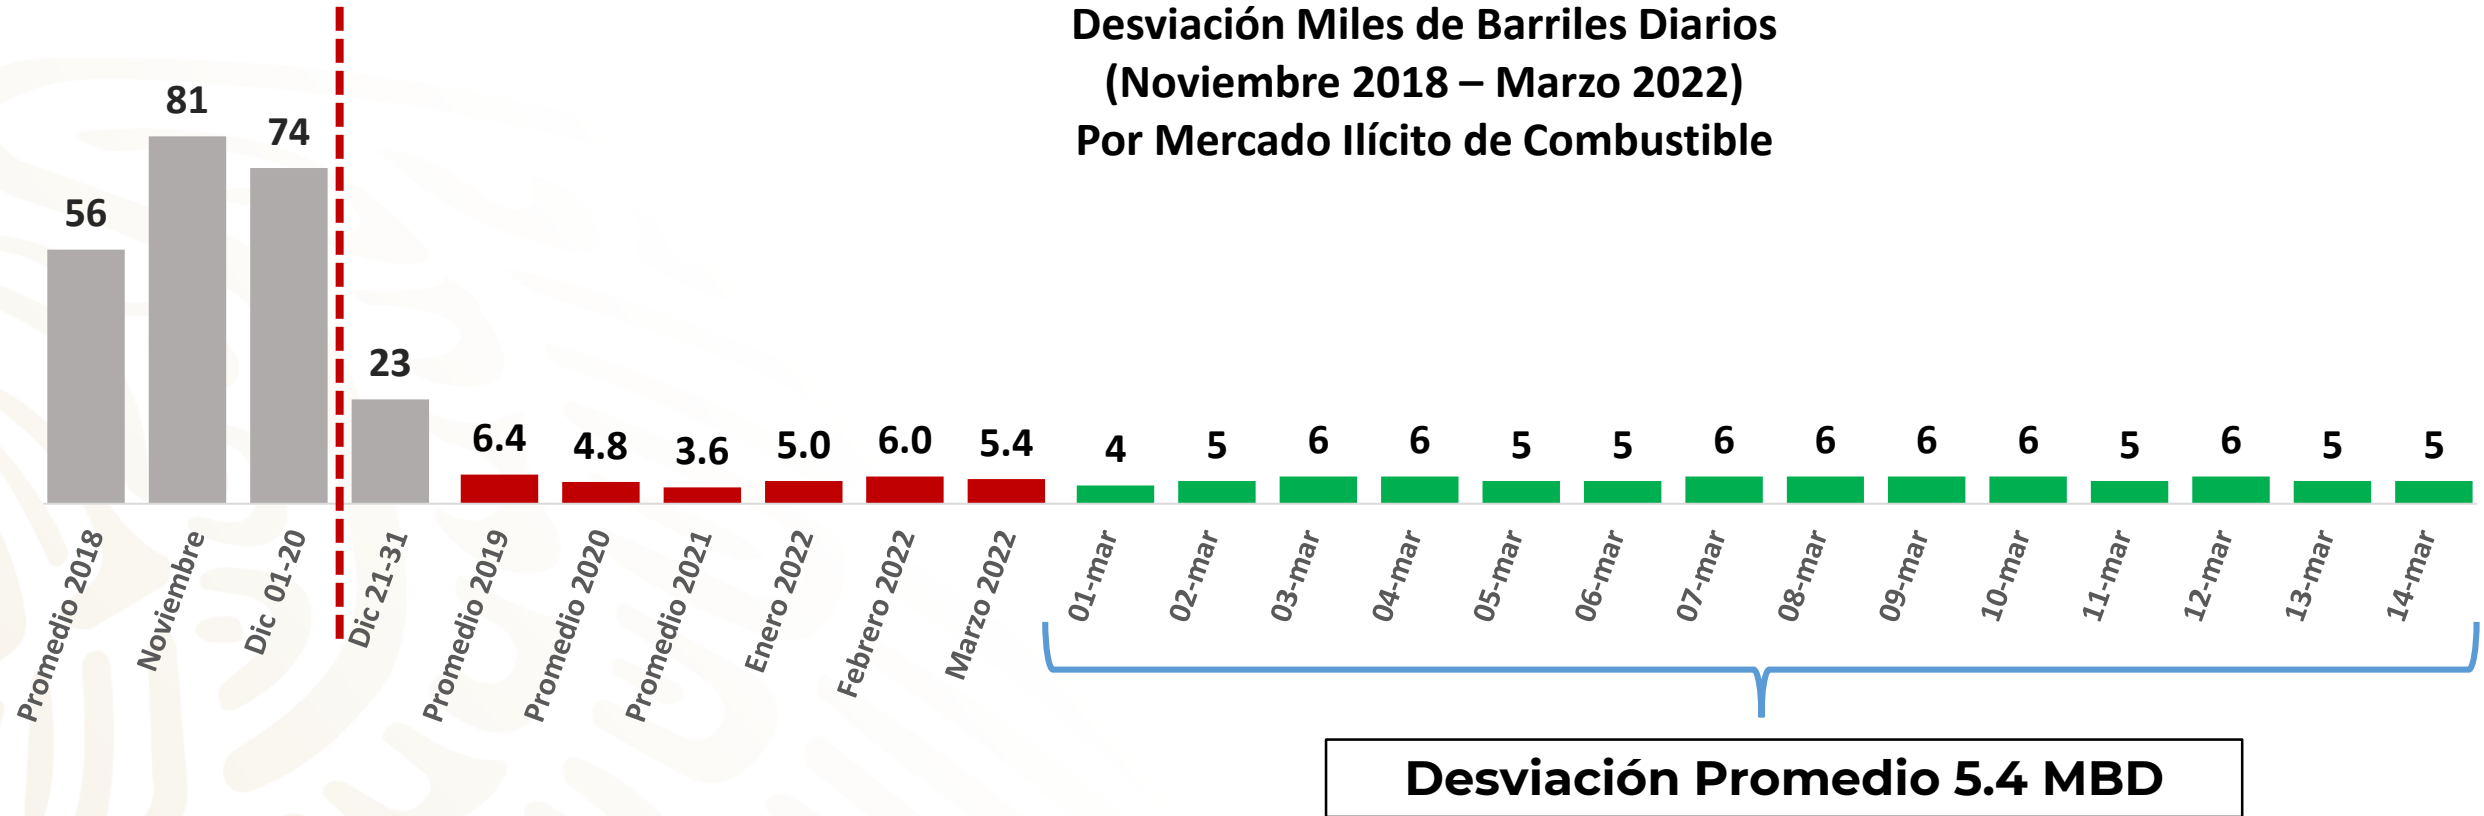 Desviación Miles de Barriles Diarios
(Noviembre 2018 – Marzo 2022)
Por Mercado Ilícito de Combustible
56
81
74
23
6.4
4.8
3.6
5.0
6.0
5.4
4
5
6
6
5
5
6
6
6
6
5
6
5
5
Promedio 2018
Noviembre
Dic 01-20
Dic 21-31
Promedio 2019
Promedio 2020
Promedio 2021
Enero 2022
Febrero 2022
Marzo 2022
01-mar
02-mar
03-mar
04-mar
05-mar
06-mar
07-mar
08-mar
09-mar
10-mar
11-mar
12-mar
13-mar
14-mar
Desviación Promedio 5.4 MBD